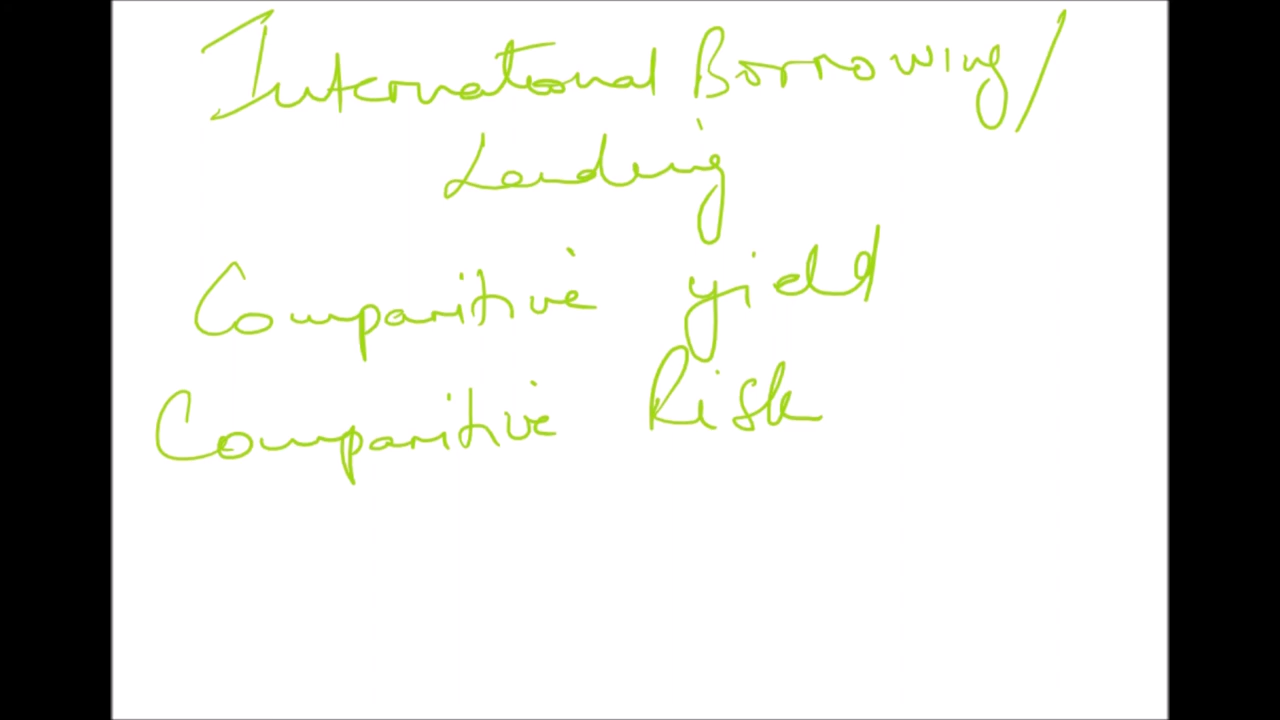 International Borrowing/
Lending
Comparitive yield
Comparitive Risk